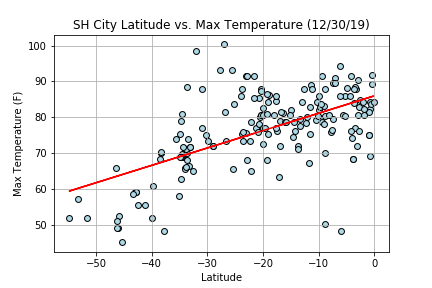 SH City Latitude vs. Max Temperature (12/30/19)
Max Temperature (F)
100
90
80
70
60
50
−50 −40 −30 −20 −10 0
Latitude